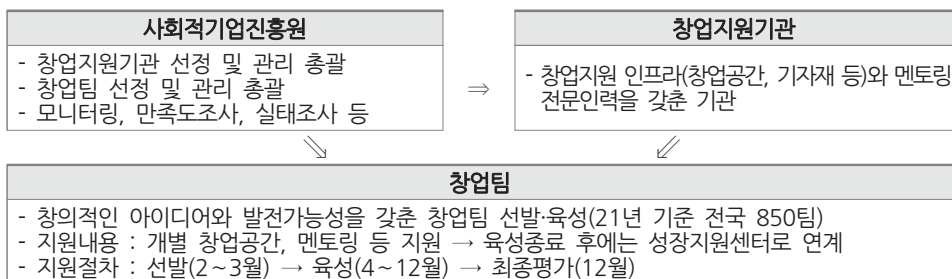 사회적기업진흥원
- 창업지원기관 선정 및 관리 총괄
- 창업팀 선정 및 관리 총괄
- 모니터링, 만족도조사, 실태조사 등
⇒
창업지원기관
- 창업지원 인프라(창업공간, 기자재 등)와 멘토링
전문인력을 갖춘 기관
⇘ ⇙
창업팀
- 창의적인 아이디어와 발전가능성을 갖춘 창업팀 선발·육성(21년 기준 전국 850팀)
- 지원내용 : 개별 창업공간, 멘토링 등 지원 → 육성종료 후에는 성장지원센터로 연계
- 지원절차 : 선발(2~3월) → 육성(4~12월) → 최종평가(12월)